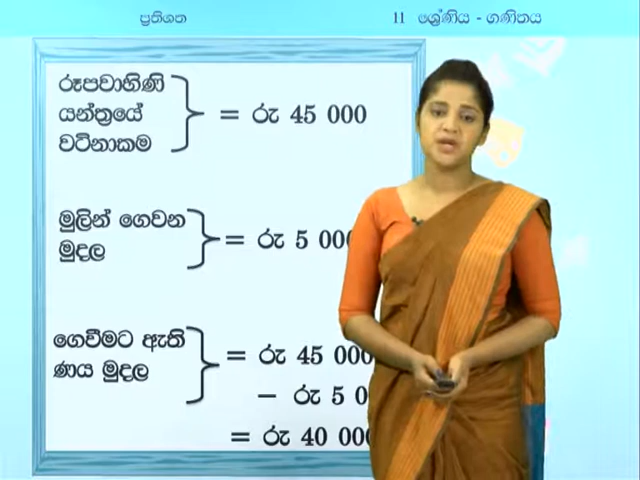 ප්‍රතිශත
11 ශ්‍රේණිය - ගණිතය
රූපවාහිනි
යන්ත්‍රයේ = රු 45 000
වටිනාකම
මුලින් ගෙවන = රු 5 00
මුදල
ගෙවීමට ඇති = රු 45 000
ණය මුදල
− රු 5 0
= රු 40 000